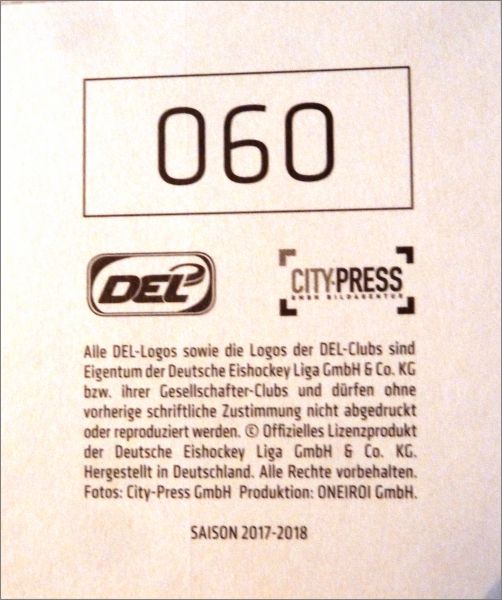 060
DEL
CITY-PRESS
GMBH BILDAGENTUR
Alle DEL-Logos sowie die Logos der DEL-Clubs sind
Eigentum der Deutsche Eishockey Liga GmbH & Co. KG
bzw. ihrer Gesellschafter-Clubs und dürfen ohne
vorherige schriftliche Zustimmung nicht abgedruckt
oder reproduziert werden. © Offizielles Lizenzprodukt
der Deutsche Eishockey Liga GmbH & Co. KG.
Hergestellt in Deutschland. Alle Rechte vorbehalten.
Fotos: City-Press GmbH Produktion: ONEIROI GmbH.
SAISON 2017-2018